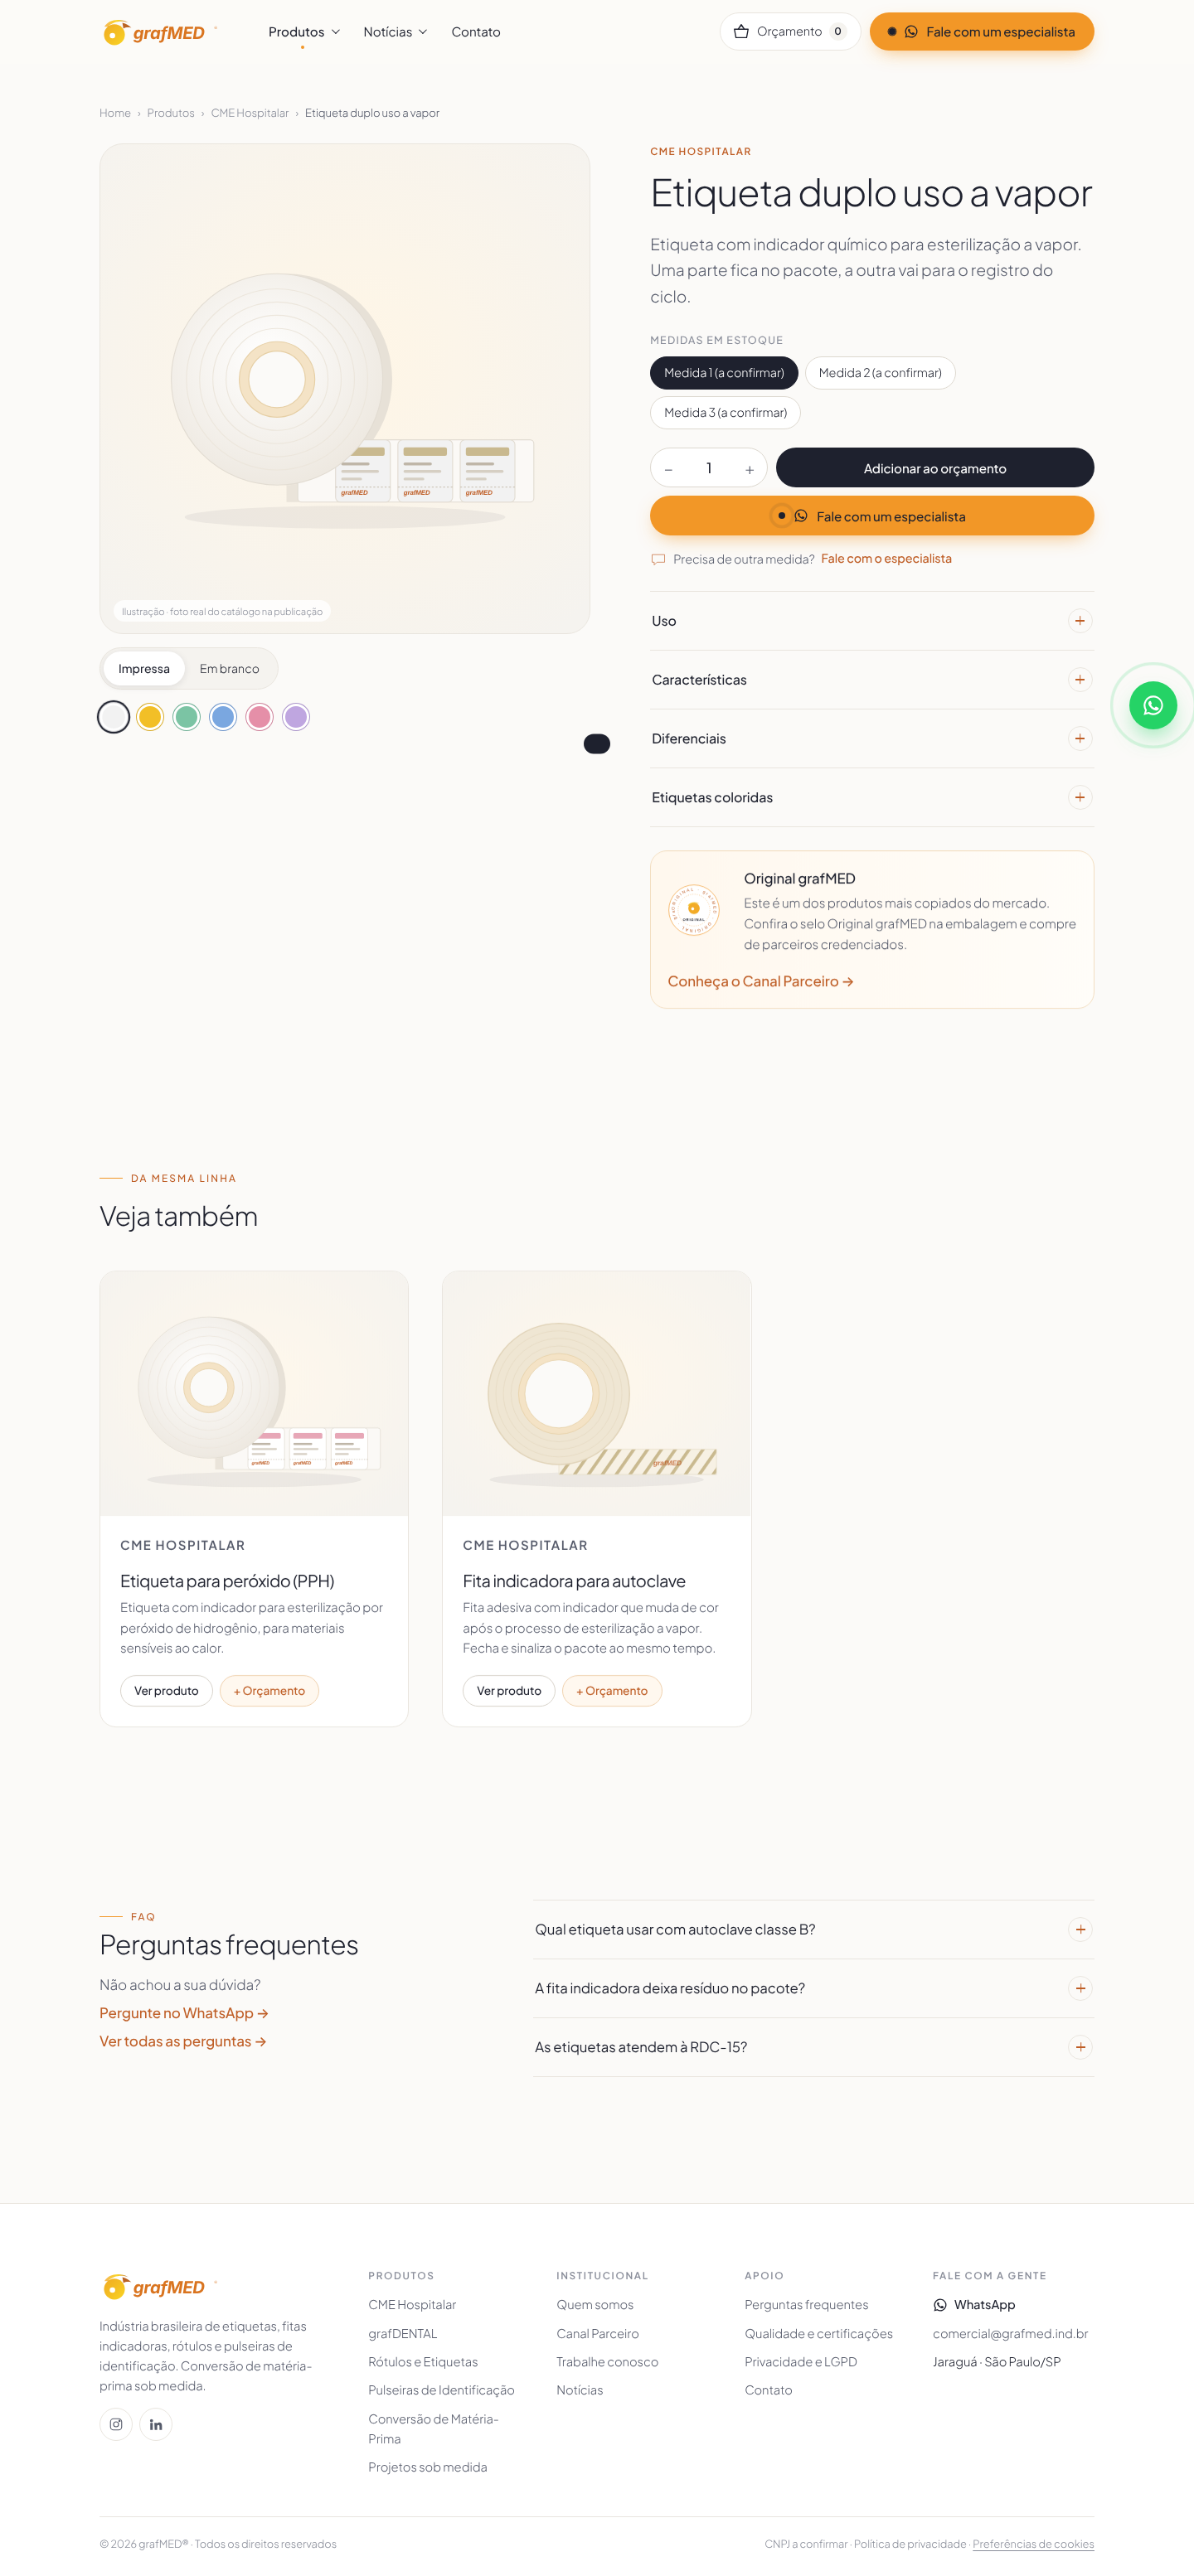 grafMED
Produtos
Notícias
Contato
Orçamento 0
Fale com um especialista
Home › Produtos › CME Hospitalar › Etiqueta duplo uso a vapor
grafMED grafMED grafMED
Ilustração · foto real do catálogo na publicação
Impressa
Em branco
CME HOSPITALAR
Etiqueta duplo uso a vapor
Etiqueta com indicador químico para esterilização a vapor.
Uma parte fica no pacote, a outra vai para o registro do
ciclo.
MEDIDAS EM ESTOQUE
Medida 1 (a confirmar)
Medida 2 (a confirmar)
Medida 3 (a confirmar)
− 1 +
Adicionar ao orçamento
Fale com um especialista
Precisa de outra medida? Fale com o especialista
Uso
Características
Diferenciais
Etiquetas coloridas
ORIGINAL
Original grafMED
Este é um dos produtos mais copiados do mercado.
Confira o selo Original grafMED na embalagem e compre
de parceiros credenciados.
Conheça o Canal Parceiro →
DA MESMA LINHA
Veja também
grafMED grafMED grafMED
CME HOSPITALAR
Etiqueta para peróxido (PPH)
Etiqueta com indicador para esterilização por
peróxido de hidrogênio, para materiais
sensíveis ao calor.
Ver produto
+ Orçamento
grafMED
CME HOSPITALAR
Fita indicadora para autoclave
Fita adesiva com indicador que muda de cor
após o processo de esterilização a vapor.
Fecha e sinaliza o pacote ao mesmo tempo.
Ver produto
+ Orçamento
FAQ
Perguntas frequentes
Não achou a sua dúvida?
Pergunte no WhatsApp →
Ver todas as perguntas →
Qual etiqueta usar com autoclave classe B?
A fita indicadora deixa resíduo no pacote?
As etiquetas atendem à RDC-15?
grafMED
Indústria brasileira de etiquetas, fitas
indicadoras, rótulos e pulseiras de
identificação. Conversão de matéria-
prima sob medida.
PRODUTOS
CME Hospitalar
grafDENTAL
Rótulos e Etiquetas
Pulseiras de Identificação
Conversão de Matéria-
Prima
Projetos sob medida
INSTITUCIONAL
Quem somos
Canal Parceiro
Trabalhe conosco
Notícias
APOIO
Perguntas frequentes
Qualidade e certificações
Privacidade e LGPD
Contato
FALE COM A GENTE
WhatsApp
comercial@grafmed.ind.br
Jaraguá · São Paulo/SP
© 2026 grafMED® · Todos os direitos reservados
CNPJ a confirmar · Política de privacidade · Preferências de cookies